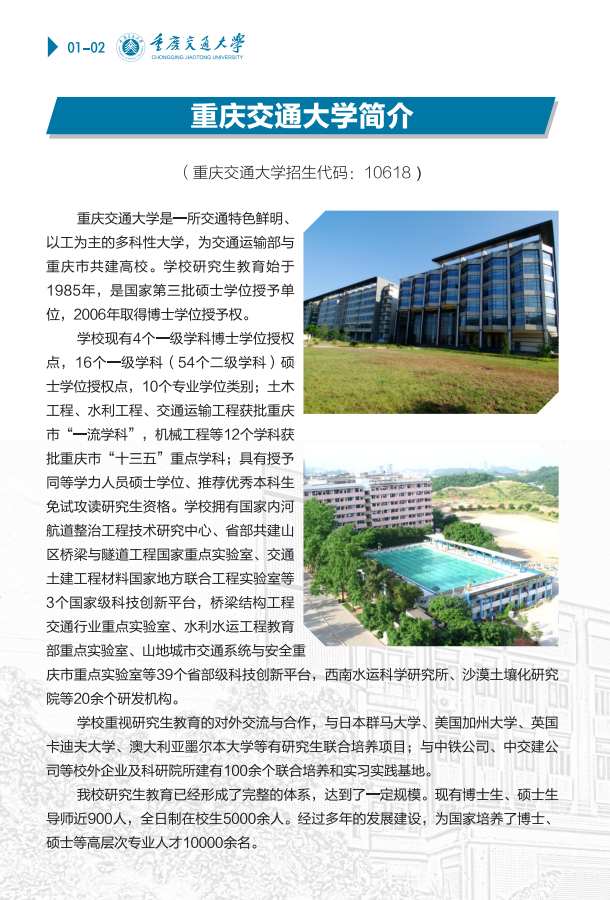 01-02
重庆交通大学
CHONGQING JIAOTONG UNIVERSITY
重庆交通大学简介
（重庆交通大学招生代码：10618）
重庆交通大学是一所交通特色鲜明、
以工为主的多科性大学，为交通运输部与
重庆市共建高校。学校研究生教育始于
1985年，是国家第三批硕士学位授予单
位，2006年取得博士学位授予权。
学校现有4个一级学科博士学位授权
点，16个一级学科（54个二级学科）硕
士学位授权点，10个专业学位类别；土木
工程、水利工程、交通运输工程获批重庆
市“一流学科”，机械工程等12个学科获
批重庆市“十三五”重点学科；具有授予
同等学力人员硕士学位、推荐优秀本科生
免试攻读研究生资格。学校拥有国家内河
航道整治工程技术研究中心、省部共建山
区桥梁与隧道工程国家重点实验室、交通
土建工程材料国家地方联合工程实验室等
3个国家级科技创新平台，桥梁结构工程
交通行业重点实验室、水利水运工程教育
部重点实验室、山地城市交通系统与安全重
庆市重点实验室等39个省部级科技创新平台，西南水运科学研究所、沙漠土壤化研究
院等20余个研发机构。
学校重视研究生教育的对外交流与合作，与日本群马大学、美国加州大学、英国
卡迪夫大学、澳大利亚墨尔本大学等有研究生联合培养项目；与中铁公司、中交建公
司等校外企业及科研院所建有100余个联合培养和实习实践基地。
我校研究生教育已经形成了完整的体系，达到了一定规模。现有博士生、硕士生
导师近900人，全日制在校生5000余人。经过多年的发展建设，为国家培养了博士、
硕士等高层次专业人才10000余名。